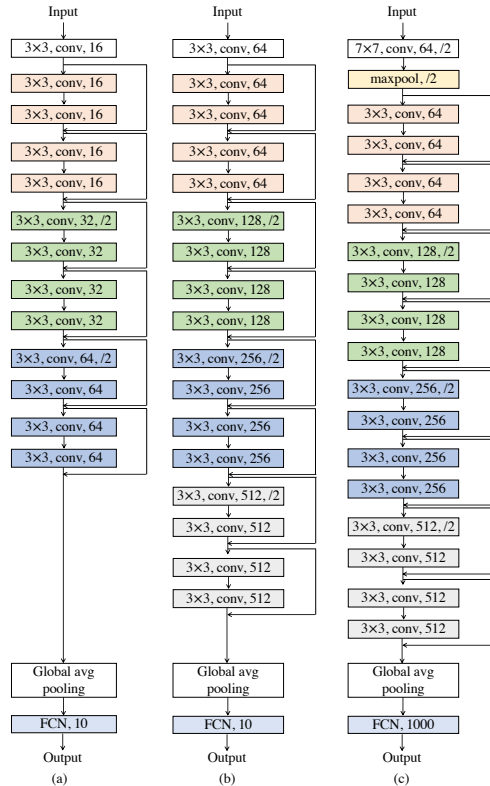 Input
3×3, conv, 16
3×3, conv, 16
3×3, conv, 16
3×3, conv, 16
3×3, conv, 16
3×3, conv, 32, /2
3×3, conv, 32
3×3, conv, 32
3×3, conv, 32
3×3, conv, 64, /2
3×3, conv, 64
3×3, conv, 64
3×3, conv, 64
Global avg
pooling
FCN, 10
Output
(a)
Input
3×3, conv, 64
3×3, conv, 64
3×3, conv, 64
3×3, conv, 64
3×3, conv, 64
3×3, conv, 128, /2
3×3, conv, 128
3×3, conv, 128
3×3, conv, 128
3×3, conv, 256, /2
3×3, conv, 256
3×3, conv, 256
3×3, conv, 256
3×3, conv, 512, /2
3×3, conv, 512
3×3, conv, 512
3×3, conv, 512
Global avg
pooling
FCN, 10
Output
(b)
Input
7×7, conv, 64, /2
maxpool, /2
3×3, conv, 64
3×3, conv, 64
3×3, conv, 64
3×3, conv, 64
3×3, conv, 128, /2
3×3, conv, 128
3×3, conv, 128
3×3, conv, 128
3×3, conv, 256, /2
3×3, conv, 256
3×3, conv, 256
3×3, conv, 256
3×3, conv, 512, /2
3×3, conv, 512
3×3, conv, 512
3×3, conv, 512
Global avg
pooling
FCN, 1000
Output
(c)